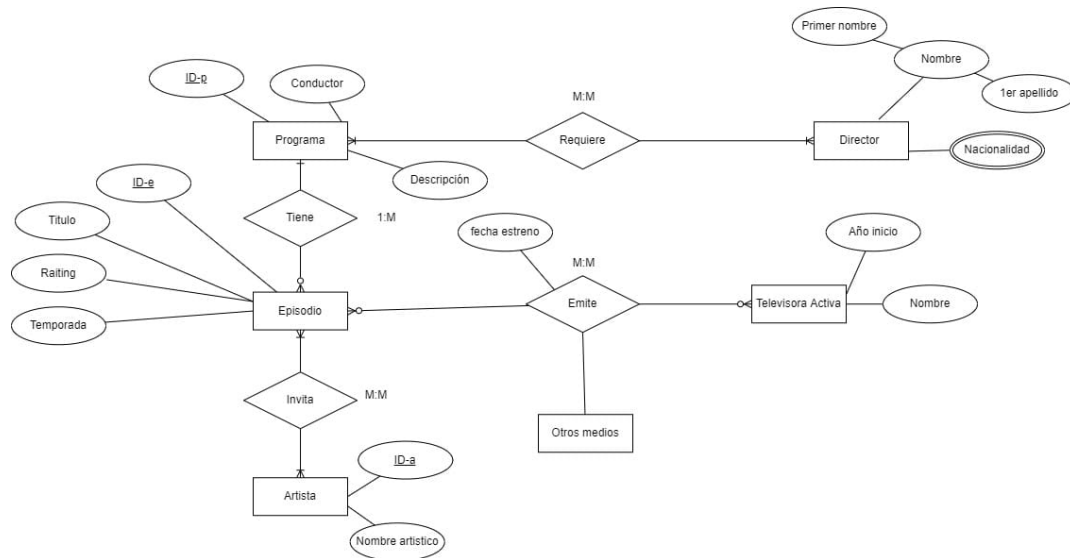 Primer nombre
Nombre
ID-p
Conductor
M:M
1er apellido
Programa
Requiere
Director
Nacionalidad
Descripción
ID-e
Tiene
1:M
Titulo
fecha estreno
Año inicio
M:M
Raiting
Episodio
Emite
Televisora Activa
Nombre
Temporada
Invita
M:M
Otros medios
ID-a
Artista
Nombre artistico